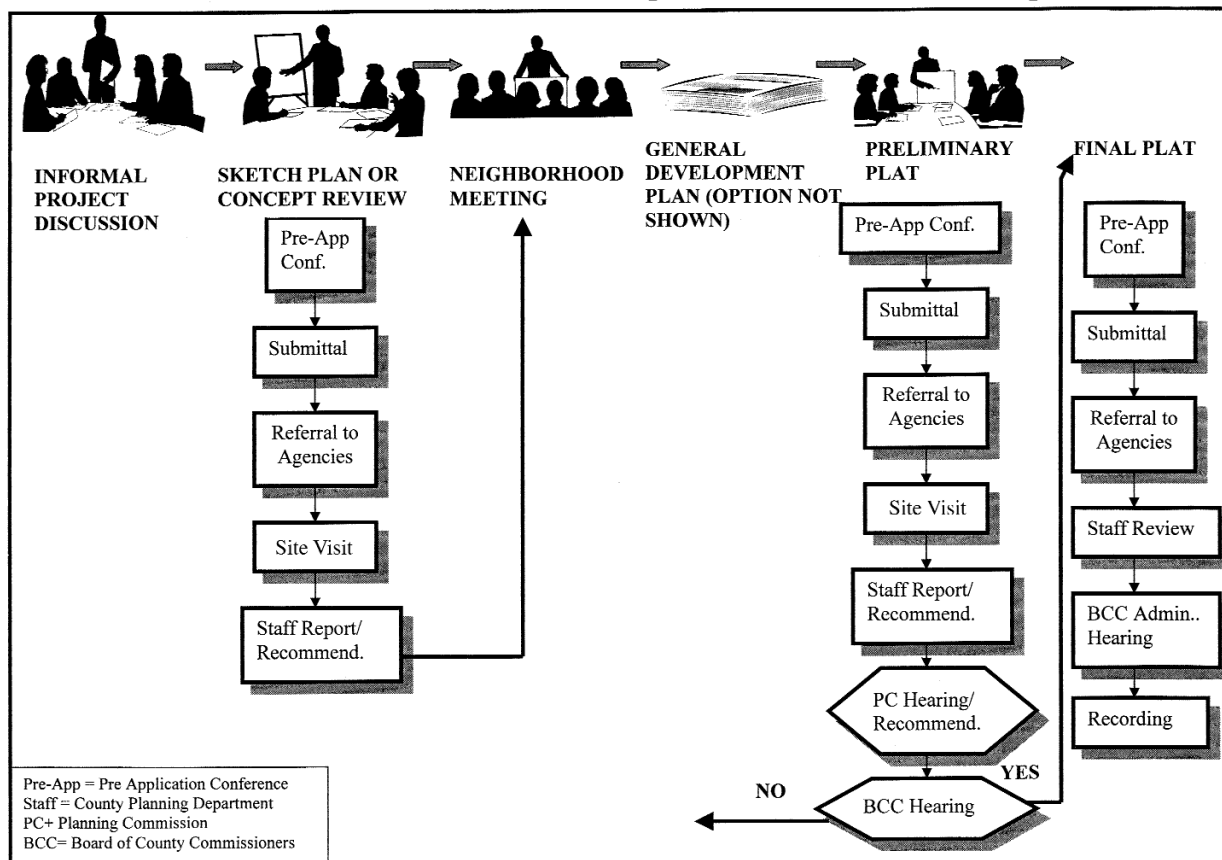 INFORMAL
PROJECT
DISCUSSION
SKETCH PLAN OR
CONCEPT REVIEW
Pre-App
Conf.
Submittal
Referral to
Agencies
Site Visit
Staff Report/
Recommend.
NEIGHBORHOOD
MEETING
GENERAL
DEVELOPMENT
PLAN (OPTION NOT
SHOWN)
PRELIMINARY
PLAT
Pre-App Conf.
Submittal
Referral to
Agencies
Site Visit
Staff Report/
Recommend.
PC Hearing/
Recommend.
BCC Hearing
NO
YES
FINAL PLAT
Pre-App
Conf.
Submittal
Referral to
Agencies
Staff Review
BCC Admin..
Hearing
Recording
Pre-App = Pre Application Conference
Staff = County Planning Department
PC+ Planning Commission
BCC= Board of County Commissioners